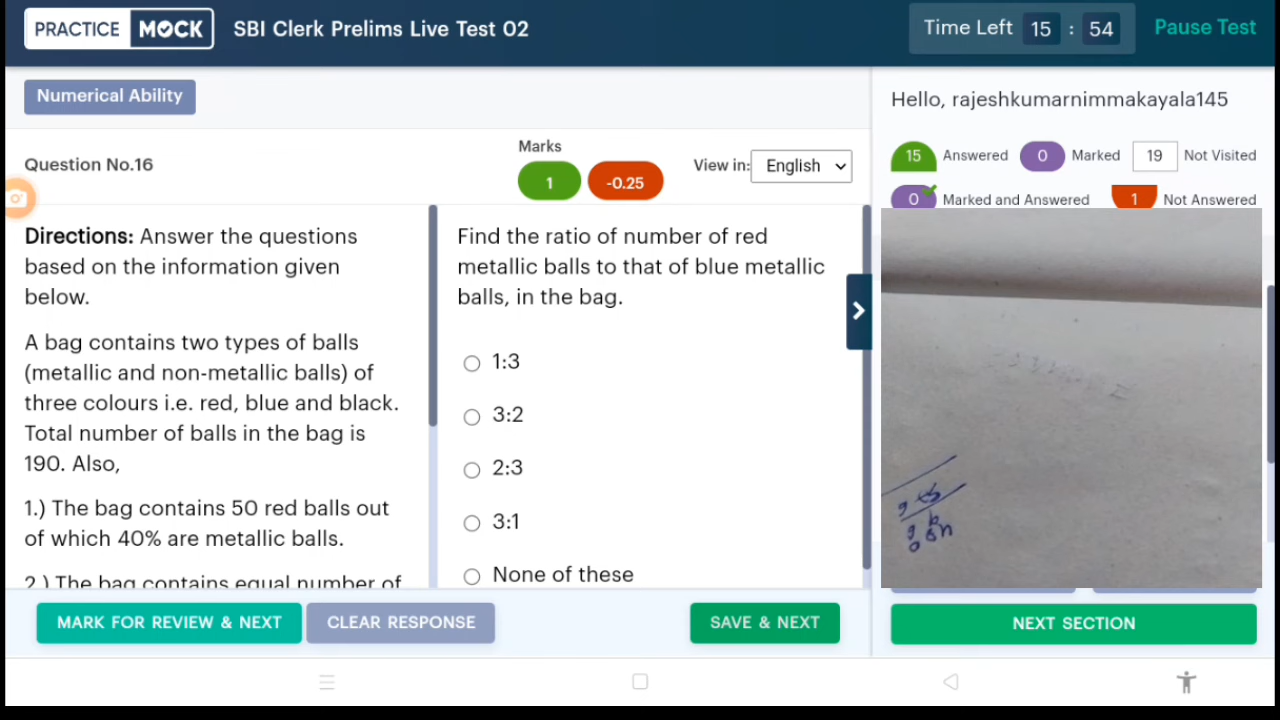 PRACTICE MOCK
SBI Clerk Prelims Live Test 02
Time Left 15 : 54
Pause Test
Numerical Ability
Hello, rajeshkumarnimmakayala145
Question No.16
Marks
1
-0.25
View in: English
15 Answered
0 Marked
19 Not Visited
0 Marked and Answered
1 Not Answered
Directions: Answer the questions
based on the information given
below.
A bag contains two types of balls
(metallic and non-metallic balls) of
three colours i.e. red, blue and black.
Total number of balls in the bag is
190. Also,
1.) The bag contains 50 red balls out
of which 40% are metallic balls.
2.) The bag contains equal number of
Find the ratio of number of red
metallic balls to that of blue metallic
balls, in the bag.
1:3
3:2
2:3
3:1
None of these
MARK FOR REVIEW & NEXT
CLEAR RESPONSE
SAVE & NEXT
NEXT SECTION